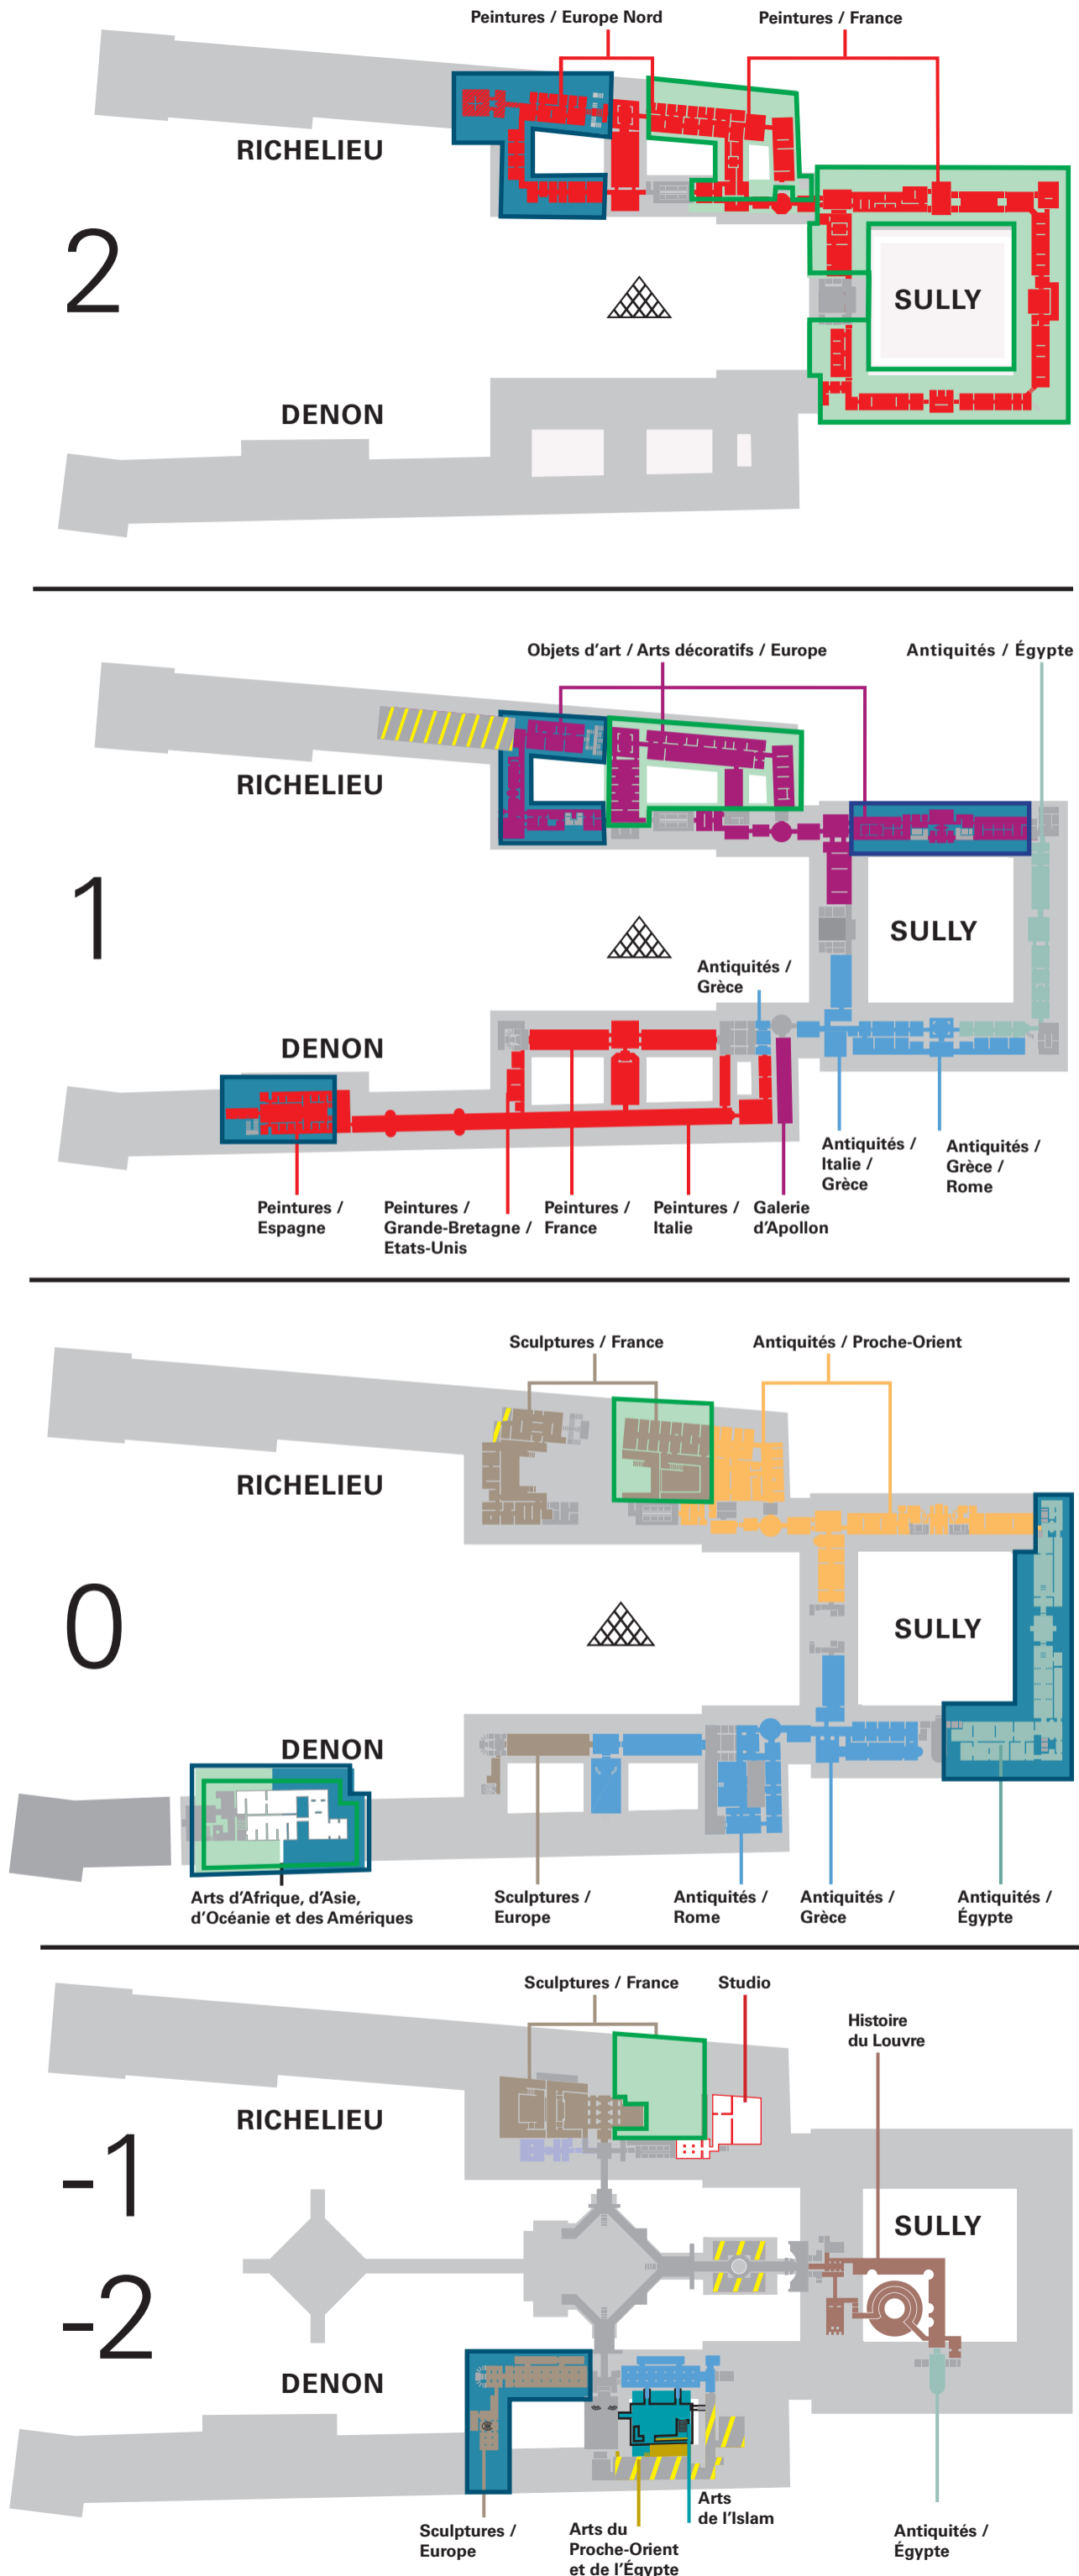 Peintures / Europe Nord
Peintures / France
RICHELIEU
2
SULLY
DENON
Objets d'art / Arts décoratifs / Europe
Antiquités / Égypte
RICHELIEU
1
SULLY
Antiquités /
Grèce
DENON
Antiquités /
Italie /
Grèce
Antiquités /
Grèce /
Rome
Peintures /
Espagne
Peintures /
Grande-Bretagne /
Etats-Unis
Peintures /
France
Peintures /
Italie
Galerie
d'Apollon
Sculptures / France
Antiquités / Proche-Orient
RICHELIEU
0
SULLY
DENON
Arts d'Afrique, d'Asie,
d'Océanie et des Amériques
Sculptures /
Europe
Antiquités /
Rome
Antiquités /
Grèce
Antiquités /
Égypte
Sculptures / France
Studio
Histoire
du Louvre
RICHELIEU
-1
SULLY
-2
DENON
Sculptures /
Europe
Arts du
Proche-Orient
et de l'Égypte
Arts
de l'Islam
Antiquités /
Égypte